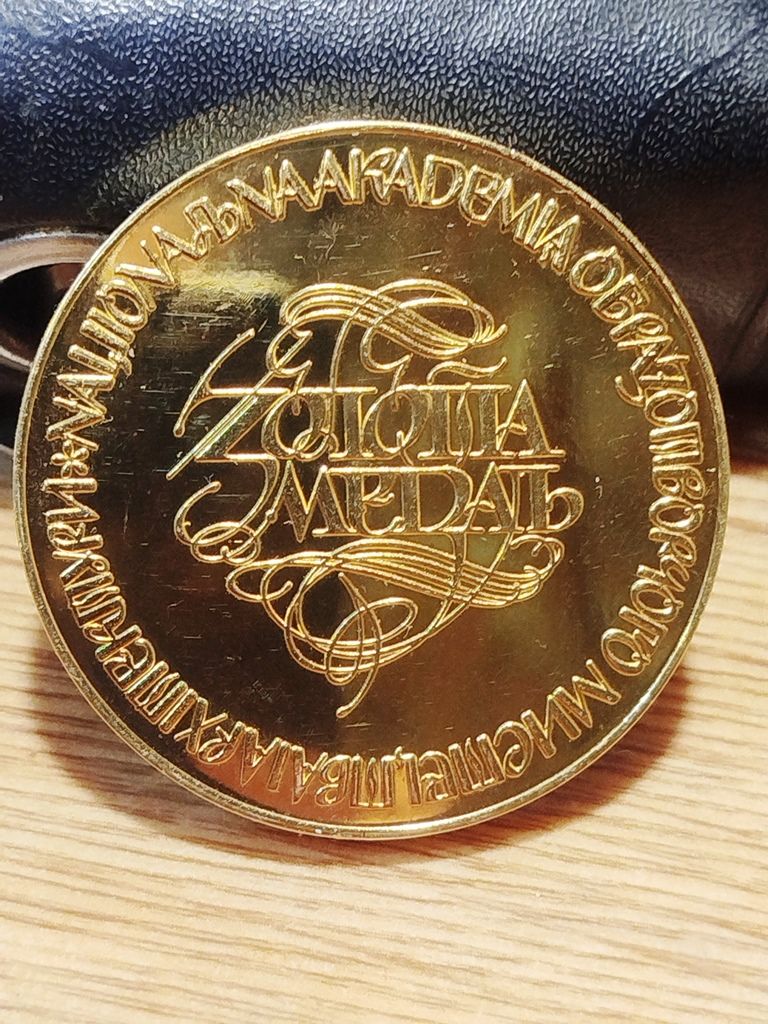 НАЦІОНАЛЬНА АКАДЕМІЯ ОБРАЗОТВОРЧОГО МИСТЕЦТВА І АРХІТЕКТУРИ *
ЗОЛОТА
МЕДАЛЬ